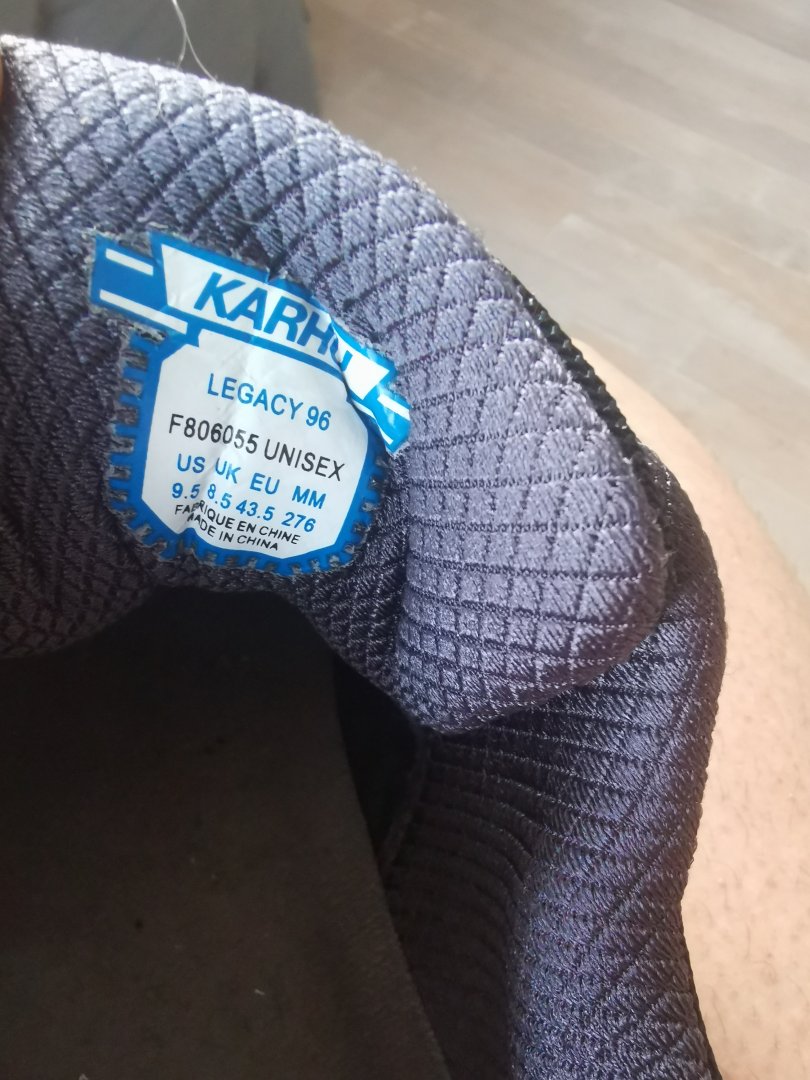 KARHU
LEGACY 96
F806055 UNISEX
US UK EU MM
9.5 8.5 43.5 276
FABRIQUE EN CHINE
MADE IN CHINA